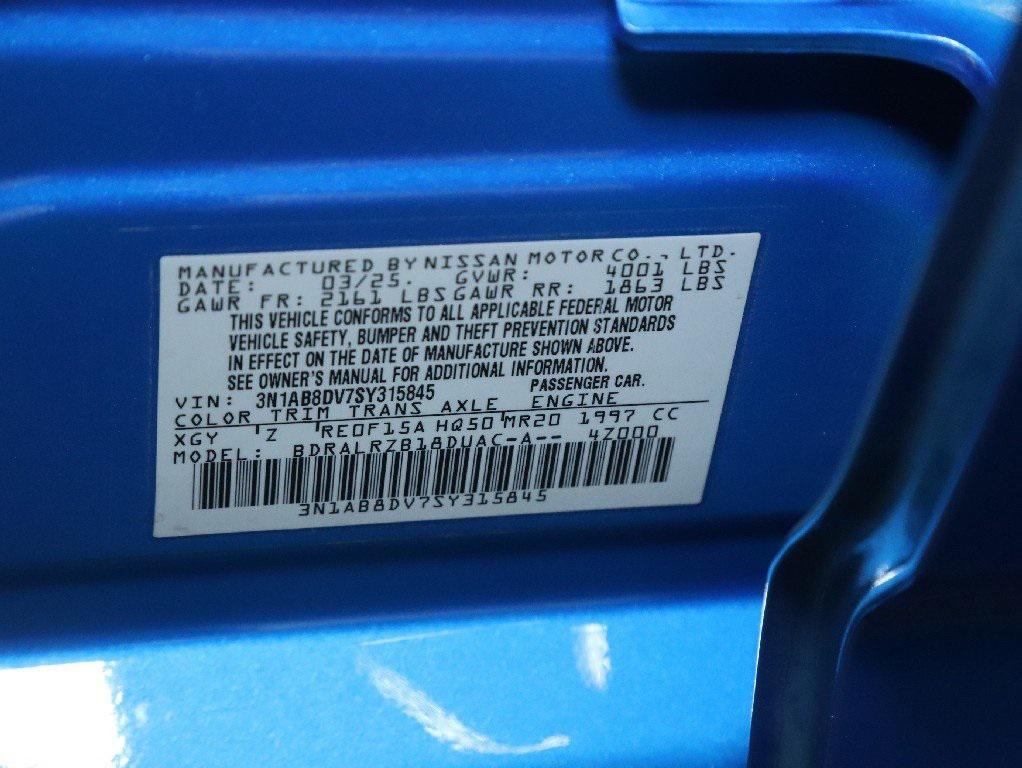 MANUFACTURED BY NISSAN MOTOR CO., LTD.
DATE: 03/25. GVWR: 4001 LBS
GAWR FR: 2161 LBS GAWR RR: 1863 LBS
THIS VEHICLE CONFORMS TO ALL APPLICABLE FEDERAL MOTOR
VEHICLE SAFETY, BUMPER AND THEFT PREVENTION STANDARDS
IN EFFECT ON THE DATE OF MANUFACTURE SHOWN ABOVE.
SEE OWNER'S MANUAL FOR ADDITIONAL INFORMATION.
VIN: 3N1AB8DV7SY315845 PASSENGER CAR.
COLOR TRIM TRANS AXLE ENGINE
XGY Z RE0F15A HQ50 MR20 1997 CC
MODEL: BDRALRZB18DUAC-A-- 4Z000
3N1AB8DV7SY315845